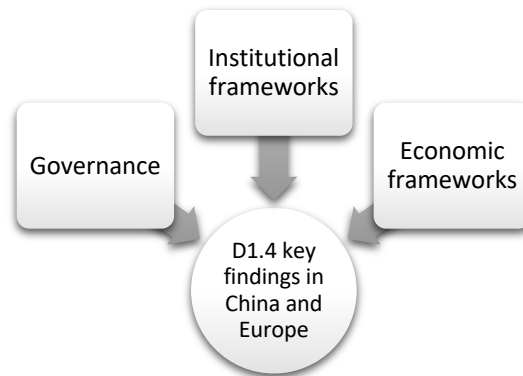 Institutional
frameworks
Governance
Economic
frameworks
D1.4 key
findings in
China and
Europe